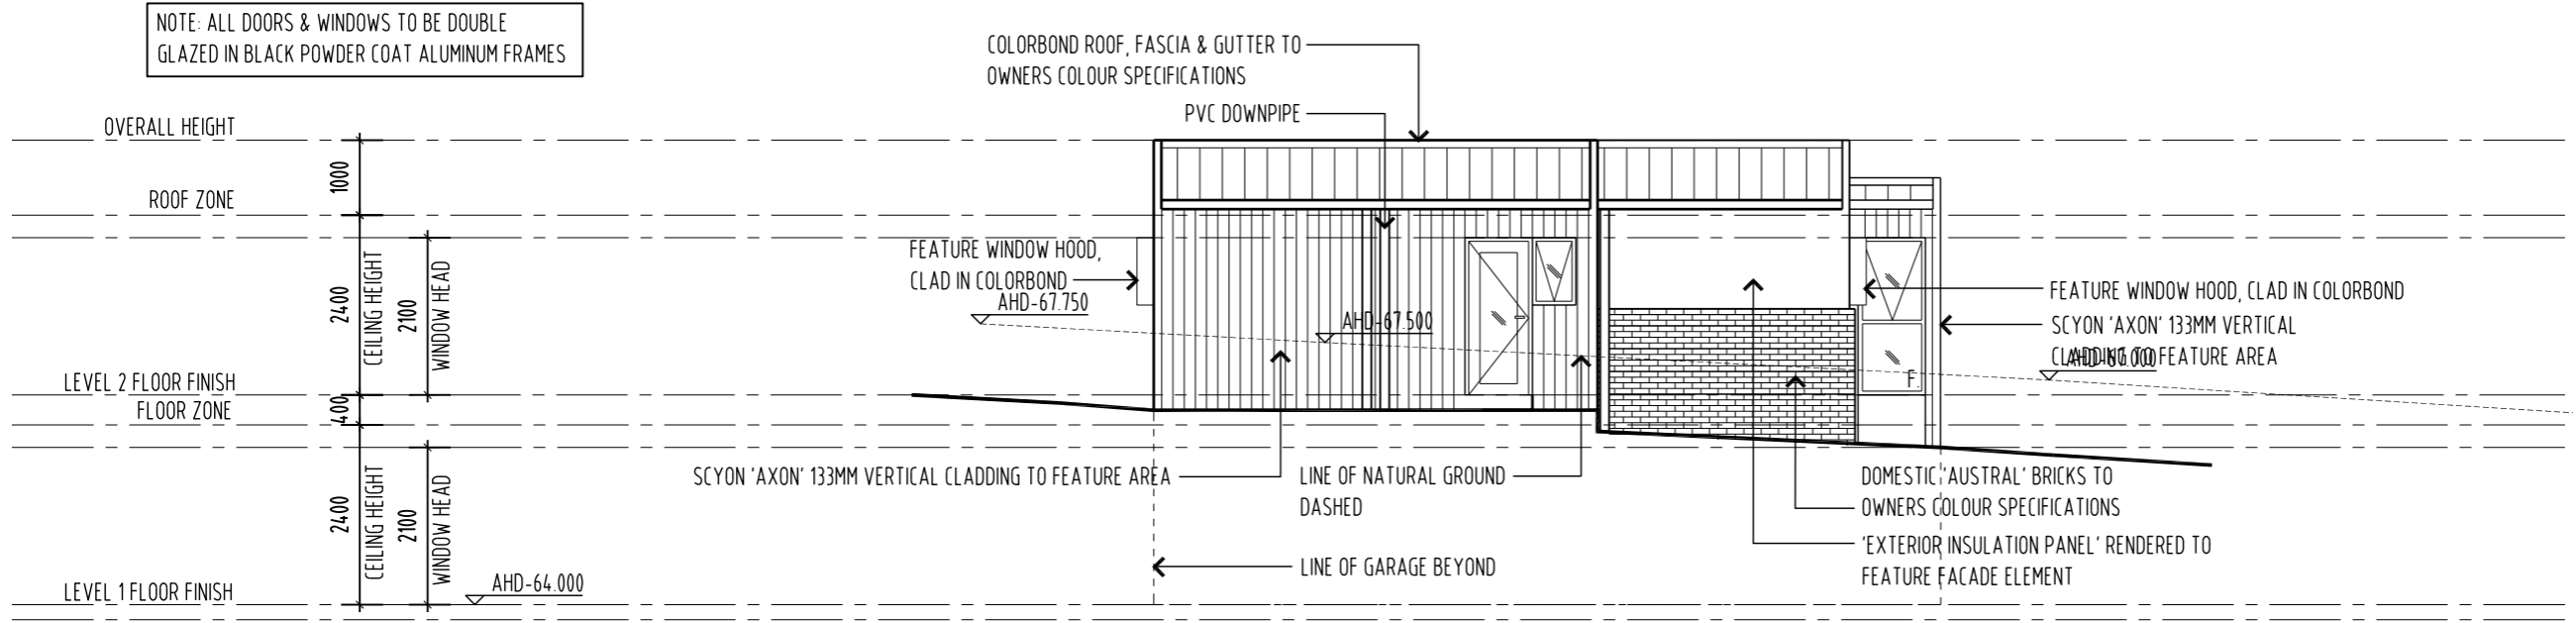 NOTE: ALL DOORS & WINDOWS TO BE DOUBLE
GLAZED IN BLACK POWDER COAT ALUMINUM FRAMES
COLORBOND ROOF, FASCIA & GUTTER TO
OWNERS COLOUR SPECIFICATIONS
PVC DOWNPIPE
OVERALL HEIGHT
1000
ROOF ZONE
FEATURE WINDOW HOOD,
CLAD IN COLORBOND
AHD-67.750
AHD-67.500
2400
CEILING HEIGHT
2100
WINDOW HEAD
FEATURE WINDOW HOOD, CLAD IN COLORBOND
SCYON 'AXON' 133MM VERTICAL
CLADDING TO FEATURE AREA
AHD-67.000
F.
LEVEL 2 FLOOR FINISH
400
FLOOR ZONE
SCYON 'AXON' 133MM VERTICAL CLADDING TO FEATURE AREA
LINE OF NATURAL GROUND
DASHED
DOMESTIC 'AUSTRAL' BRICKS TO
OWNERS COLOUR SPECIFICATIONS
'EXTERIOR INSULATION PANEL' RENDERED TO
FEATURE FACADE ELEMENT
2400
CEILING HEIGHT
2100
WINDOW HEAD
LINE OF GARAGE BEYOND
AHD-64.000
LEVEL 1 FLOOR FINISH